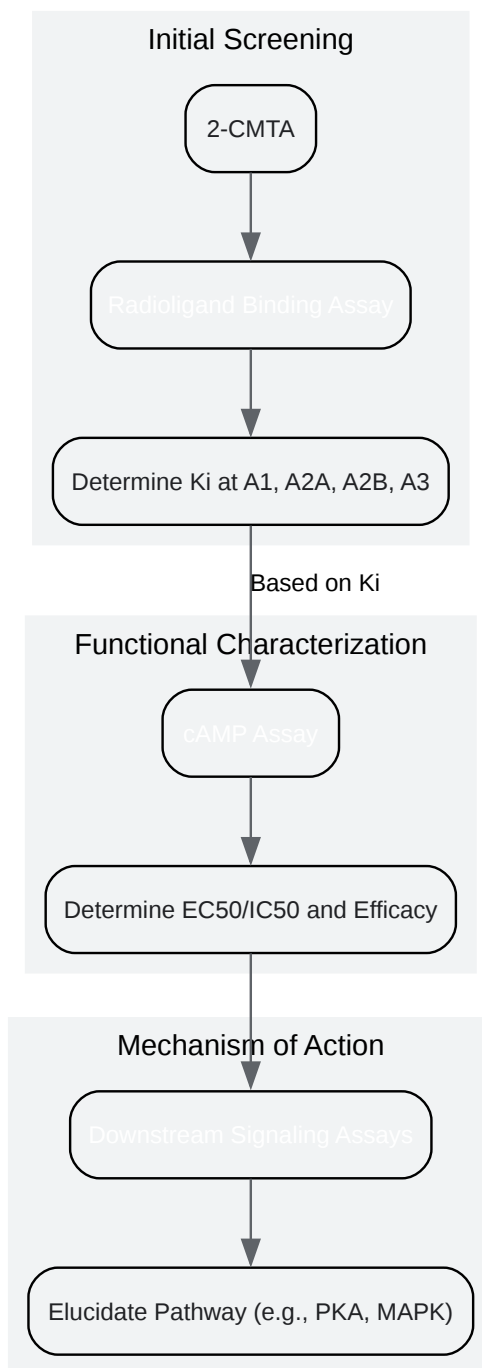 Initial Screening
2-CMTA
Radioligand Binding Assay
Determine Ki at A1, A2A, A2B, A3
Based on Ki
Functional Characterization
cAMP Assay
Determine EC50/IC50 and Efficacy
Mechanism of Action
Downstream Signaling Assays
Elucidate Pathway (e.g., PKA, MAPK)